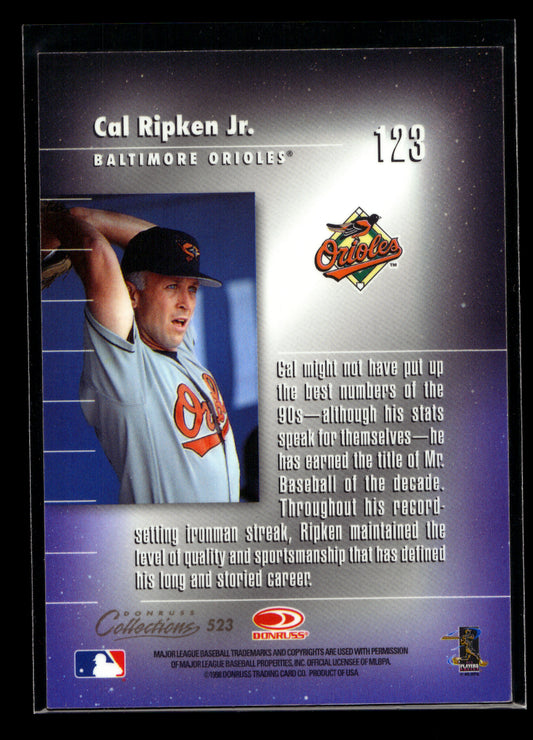 Cal Ripken Jr.
BALTIMORE ORIOLES®
123
Orioles
TM
Cal might not have put up
the best numbers of the
90s—although his stats
speak for themselves—he
has earned the title of Mr.
Baseball of the decade.
Throughout his record-
setting ironman streak, Ripken maintained the
level of quality and sportsmanship that has defined
his long and storied career.
DONRUSS
Collections 523
DONRUSS
MAJOR LEAGUE BASEBALL TRADEMARKS AND COPYRIGHTS ARE USED WITH PERMISSION
OF MAJOR LEAGUE BASEBALL PROPERTIES, INC. OFFICIAL LICENSEE OF MLBPA.
©1998 DONRUSS TRADING CARD CO. PRODUCT OF USA
PLAYERS